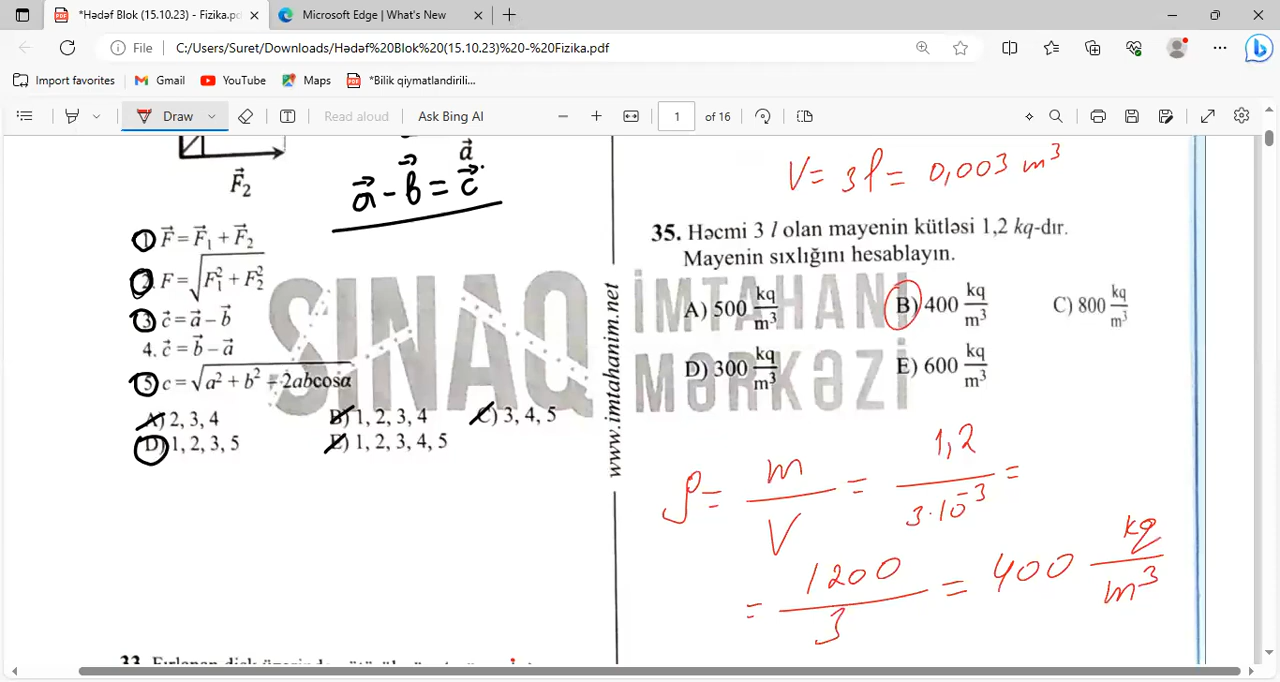 *Hədəf Blok (15.10.23) - Fizika.pd
Microsoft Edge | What's New
File
C:/Users/Suret/Downloads/Hədəf%20Blok%20(15.10.23)%20-%20Fizika.pdf
Import favorites
Gmail
YouTube
Maps
*Bilik qiymatlandirili...
Draw
Read aloud
Ask Bing AI
1
of 16
F⃗₂
a⃗
a⃗ - b⃗ = c⃗
1. F⃗ = F⃗₁ + F⃗₂
2. F = √(F₁² + F₂²)
3. c⃗ = a⃗ − b⃗
4. c⃗ = b⃗ − a⃗
5. c = √(a² + b² − 2abcosα)
A) 2, 3, 4
B) 1, 2, 3, 4
C) 3, 4, 5
D) 1, 2, 3, 5
E) 1, 2, 3, 4, 5
SINAQ İMTAHANI MƏRKƏZİ
www.imtahanim.net
V = 3l = 0,003 m³
35. Həcmi 3 l olan mayenin kütləsi 1,2 kq-dır.
Mayenin sıxlığını hesablayın.
A) 500 kq/m³
B) 400 kq/m³
C) 800 kq/m³
D) 300 kq/m³
E) 600 kq/m³
ρ = m/V = 1,2/3·10⁻³ =
= 1200/3 = 400 kq/m³